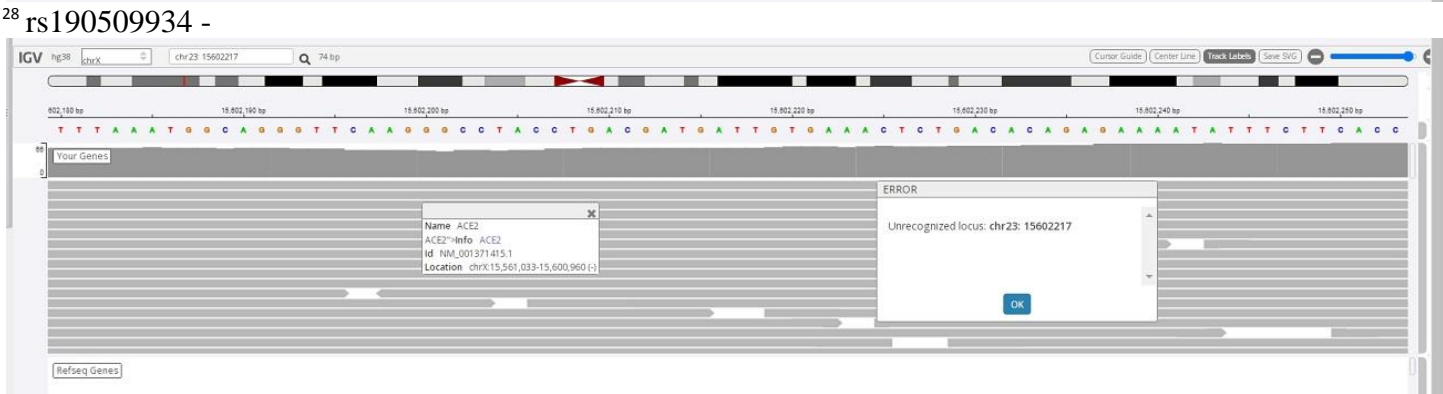 28 rs190509934 -
IGV hg38 chrX chr23 15602217 74 bp Cursor Guide Center Line Track Labels Save SVG
602,180 bp 15,602,190 bp 15,602,200 bp 15,602,210 bp 15,602,220 bp 15,602,230 bp 15,602,240 bp 15,602,250 bp
T T T A A A T G G C A G G G T T C A A G G G C C T A C C T G A C G A T G A T T G T G A A A C T C T G A C A C A G A G A A A A T A T T T C T T C A C C
Your Genes
0
ERROR
Unrecognized locus: chr23: 15602217
OK
Name ACE2
ACE2">Info ACE2
Id NM_001371415.1
Location chrX:15,561,033-15,600,960 (-)
Refseq Genes